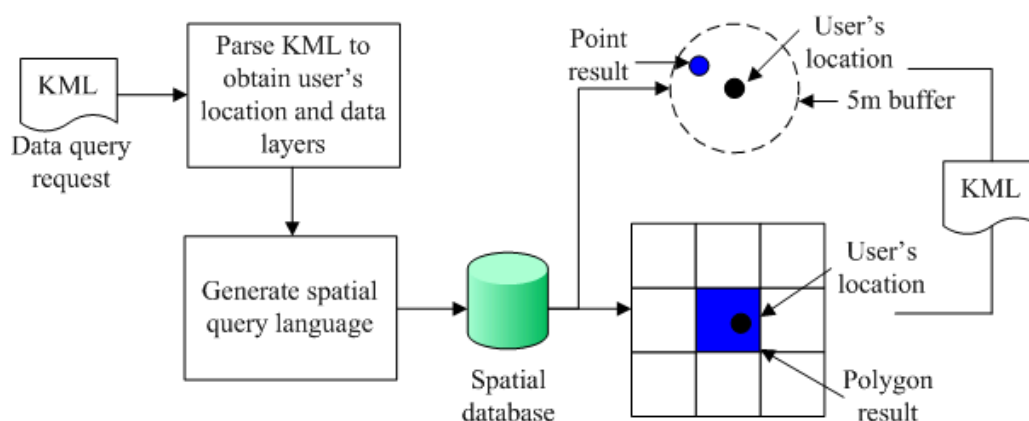 KML
Data query
request
Parse KML to
obtain user's
location and data
layers
Generate spatial
query language
Spatial
database
Point
result
User's
location
5m buffer
User's
location
Polygon
result
KML